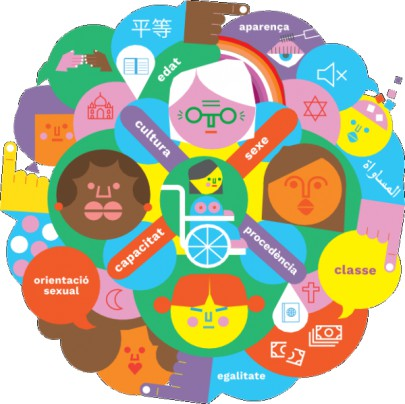 平等
aparença
edat
cultura
sexe
المساواة
capacitat
procedència
orientació
sexual
classe
egalitate